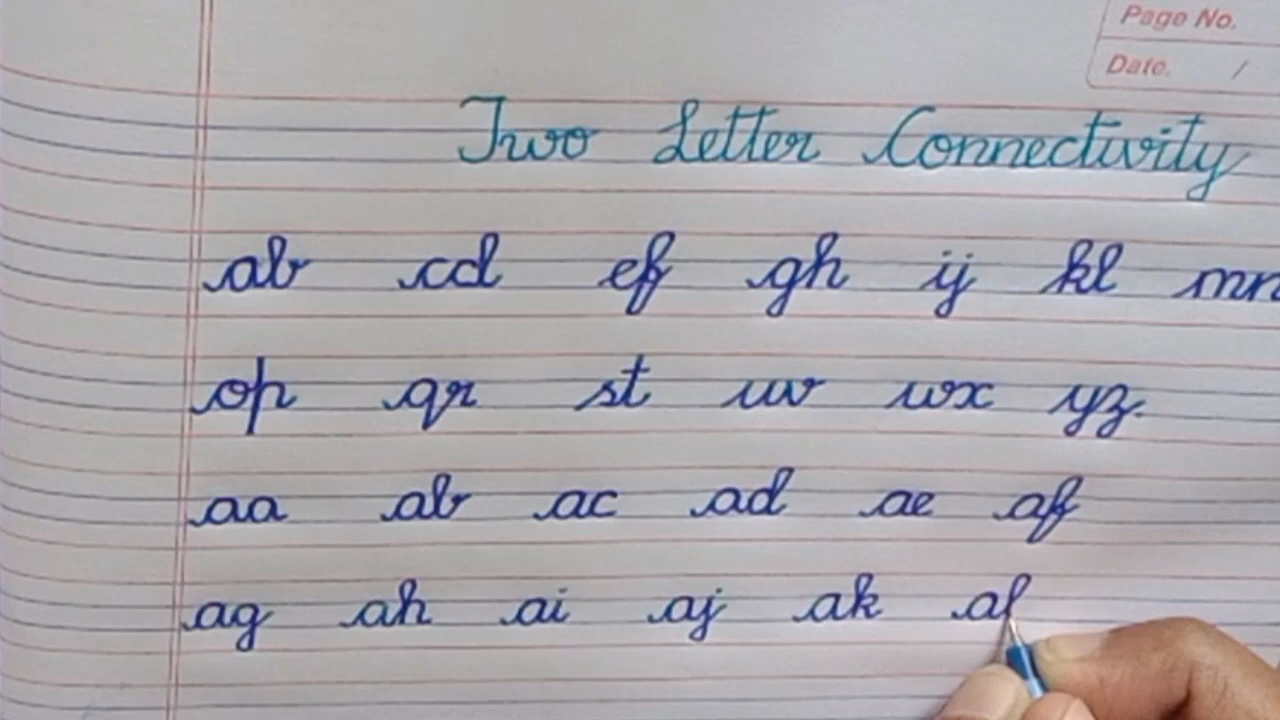 Page No.
Date. /
Two Letter Connectivity
ab cd ef gh ij kl mn
op qr st uv wx yz.
aa ab ac ad ae af
ag ah ai aj ak al